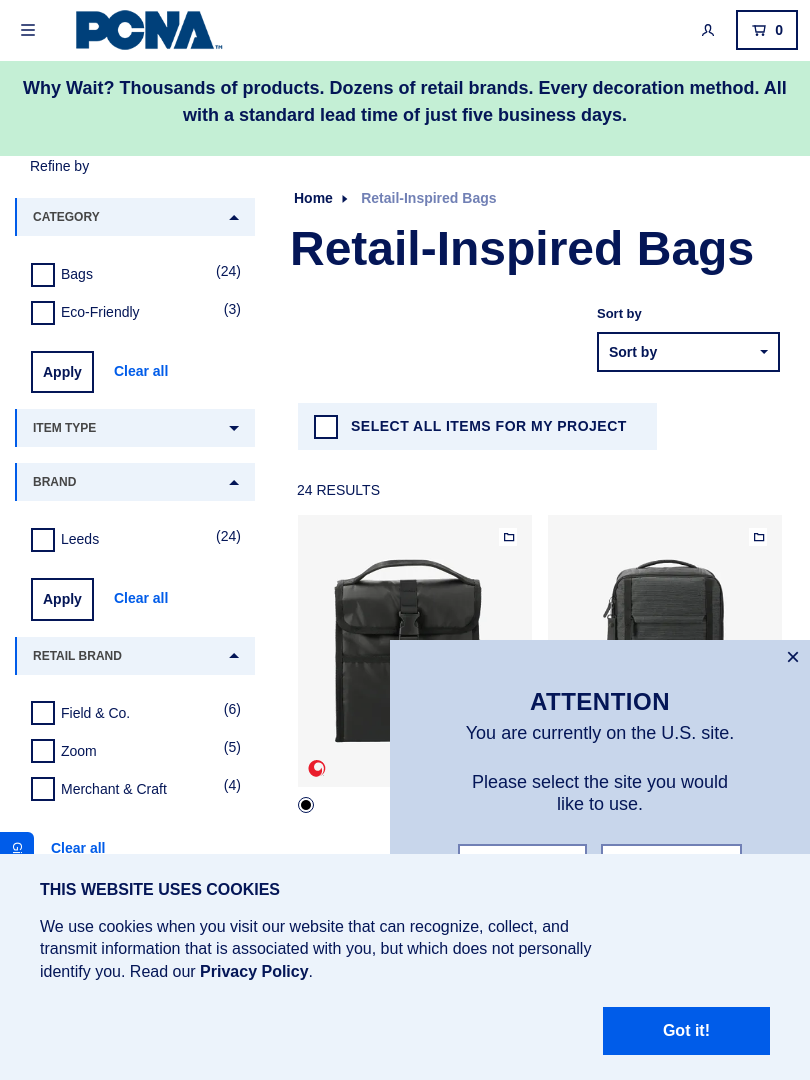 PCNA™
0
Why Wait? Thousands of products. Dozens of retail brands. Every decoration method. All
with a standard lead time of just five business days.
Refine by
CATEGORY
Bags (24)
Eco-Friendly (3)
Apply Clear all
ITEM TYPE
BRAND
Leeds (24)
Apply Clear all
RETAIL BRAND
Field & Co. (6)
Zoom (5)
Merchant & Craft (4)
Clear all
Home Retail-Inspired Bags
Retail-Inspired Bags
Sort by
Sort by
SELECT ALL ITEMS FOR MY PROJECT
24 RESULTS
ATTENTION
You are currently on the U.S. site.
Please select the site you would
like to use.
THIS WEBSITE USES COOKIES
We use cookies when you visit our website that can recognize, collect, and
transmit information that is associated with you, but which does not personally
identify you. Read our Privacy Policy.
Got it!